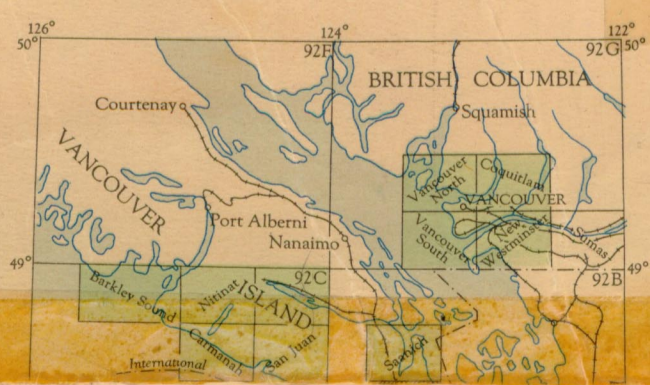 126°
124°
122°
50°
92F
92G
50°
BRITISH COLUMBIA
Courtenay
Squamish
VANCOUVER
Vancouver
North
Coquitlam
VANCOUVER
Port Alberni
New
Westminster
Vancouver
South
Nanaimo
Sumas
49°
49°
92C
92B
Barkley Sound
Nitinat
ISLAND
Carmanah
San Juan
Saanich
International